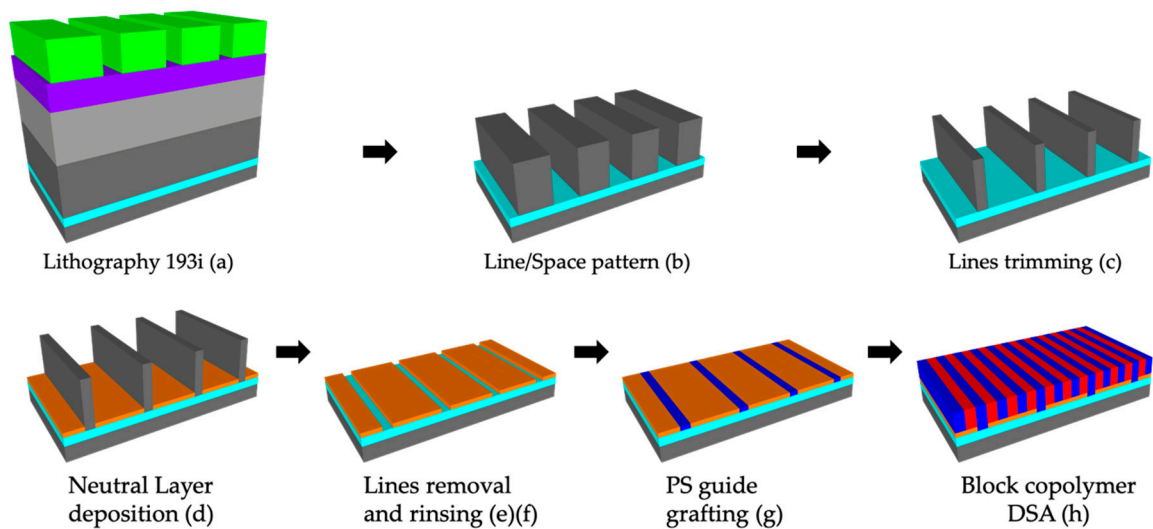 Lithography 193i (a)
Line/Space pattern (b)
Lines trimming (c)
Neutral Layer
deposition (d)
Lines removal
and rinsing (e)(f)
PS guide
grafting (g)
Block copolymer
DSA (h)